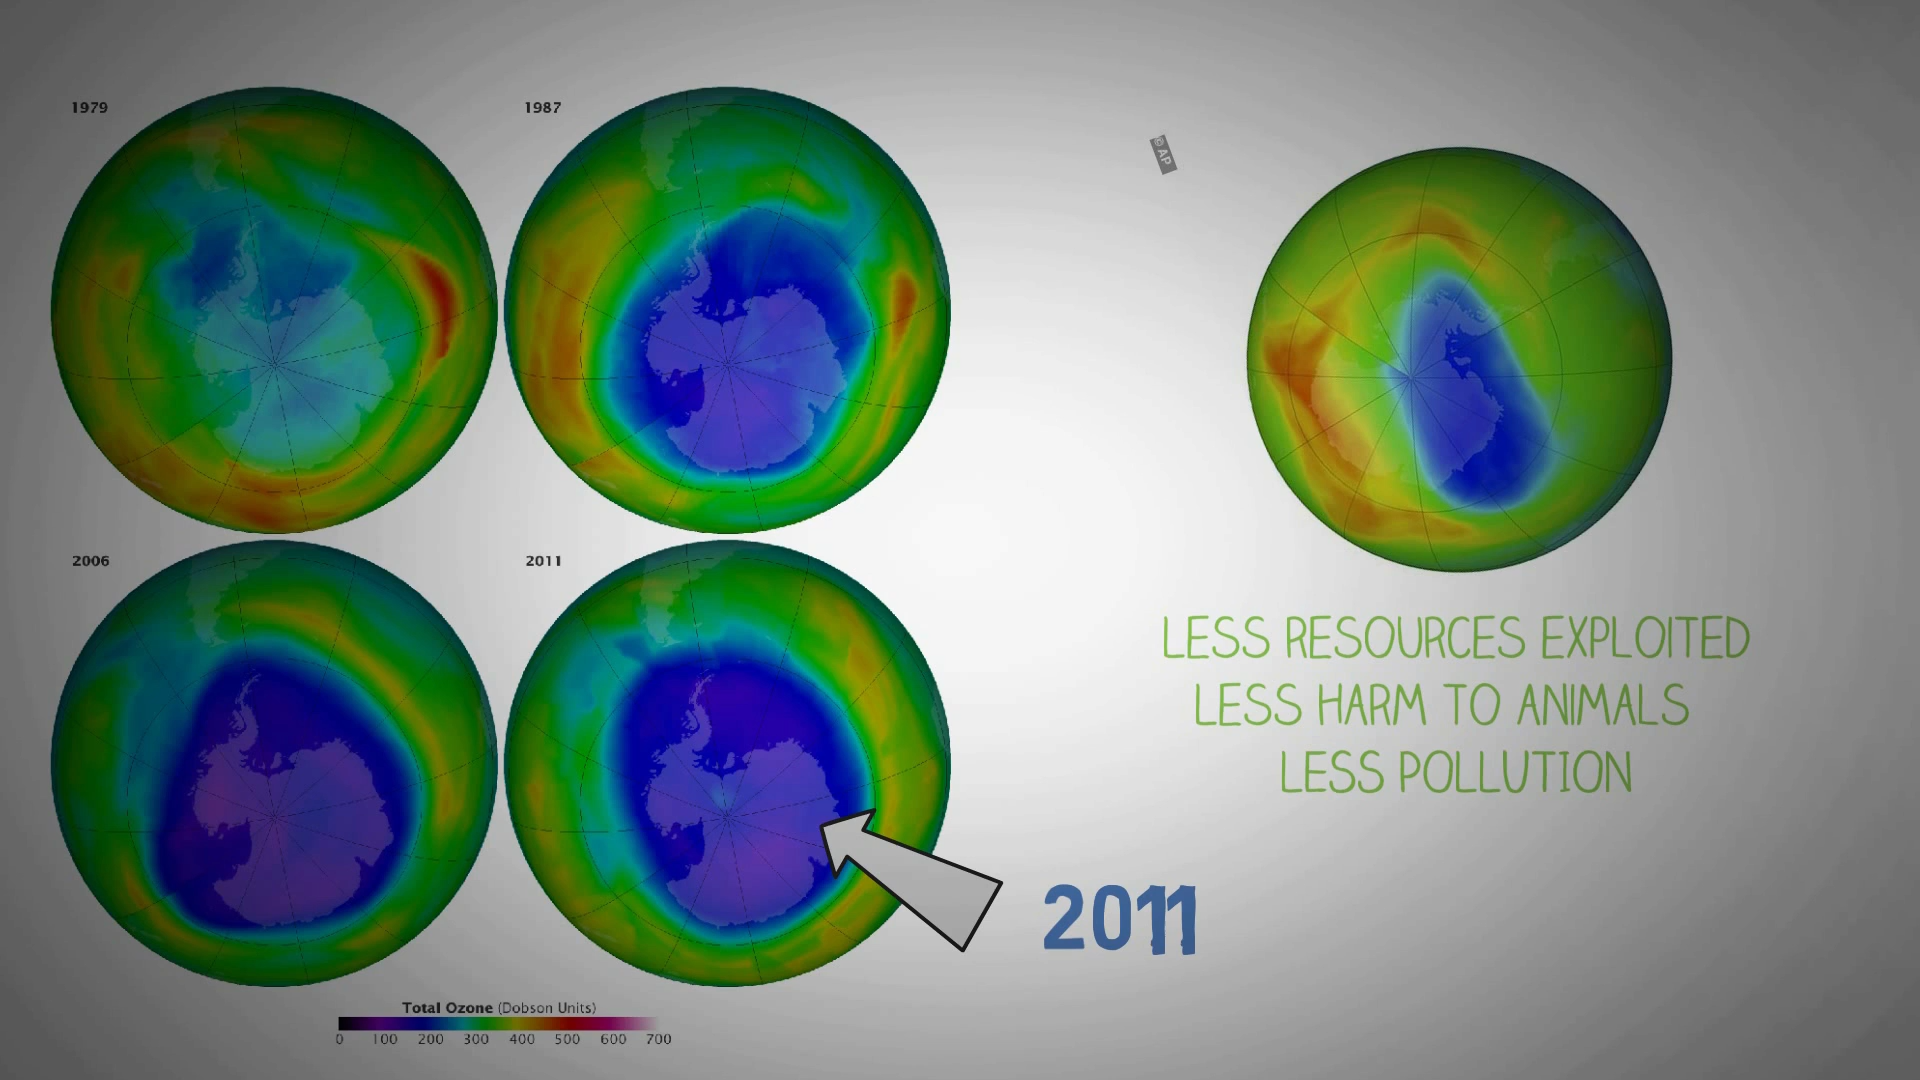 1979
1987
© AP
2006
2011
LESS RESOURCES EXPLOITED
LESS HARM TO ANIMALS
LESS POLLUTION
2011
Total Ozone (Dobson Units)
0 100 200 300 400 500 600 700